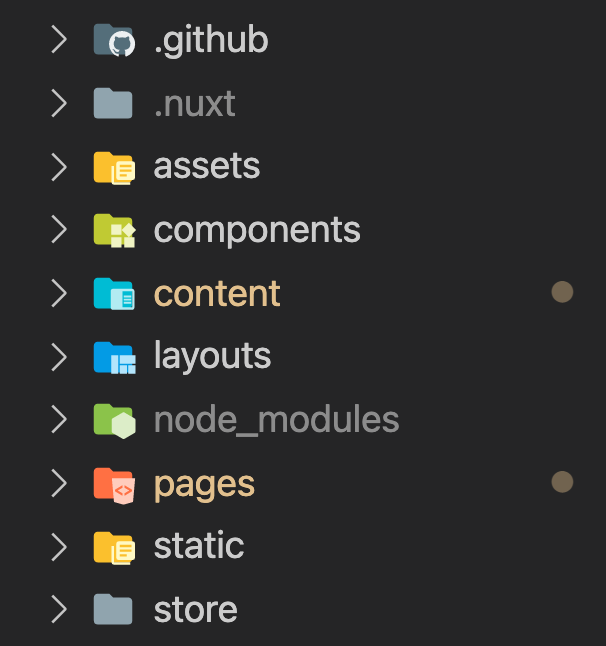 .github
.nuxt
assets
components
content
layouts
node_modules
pages
static
store